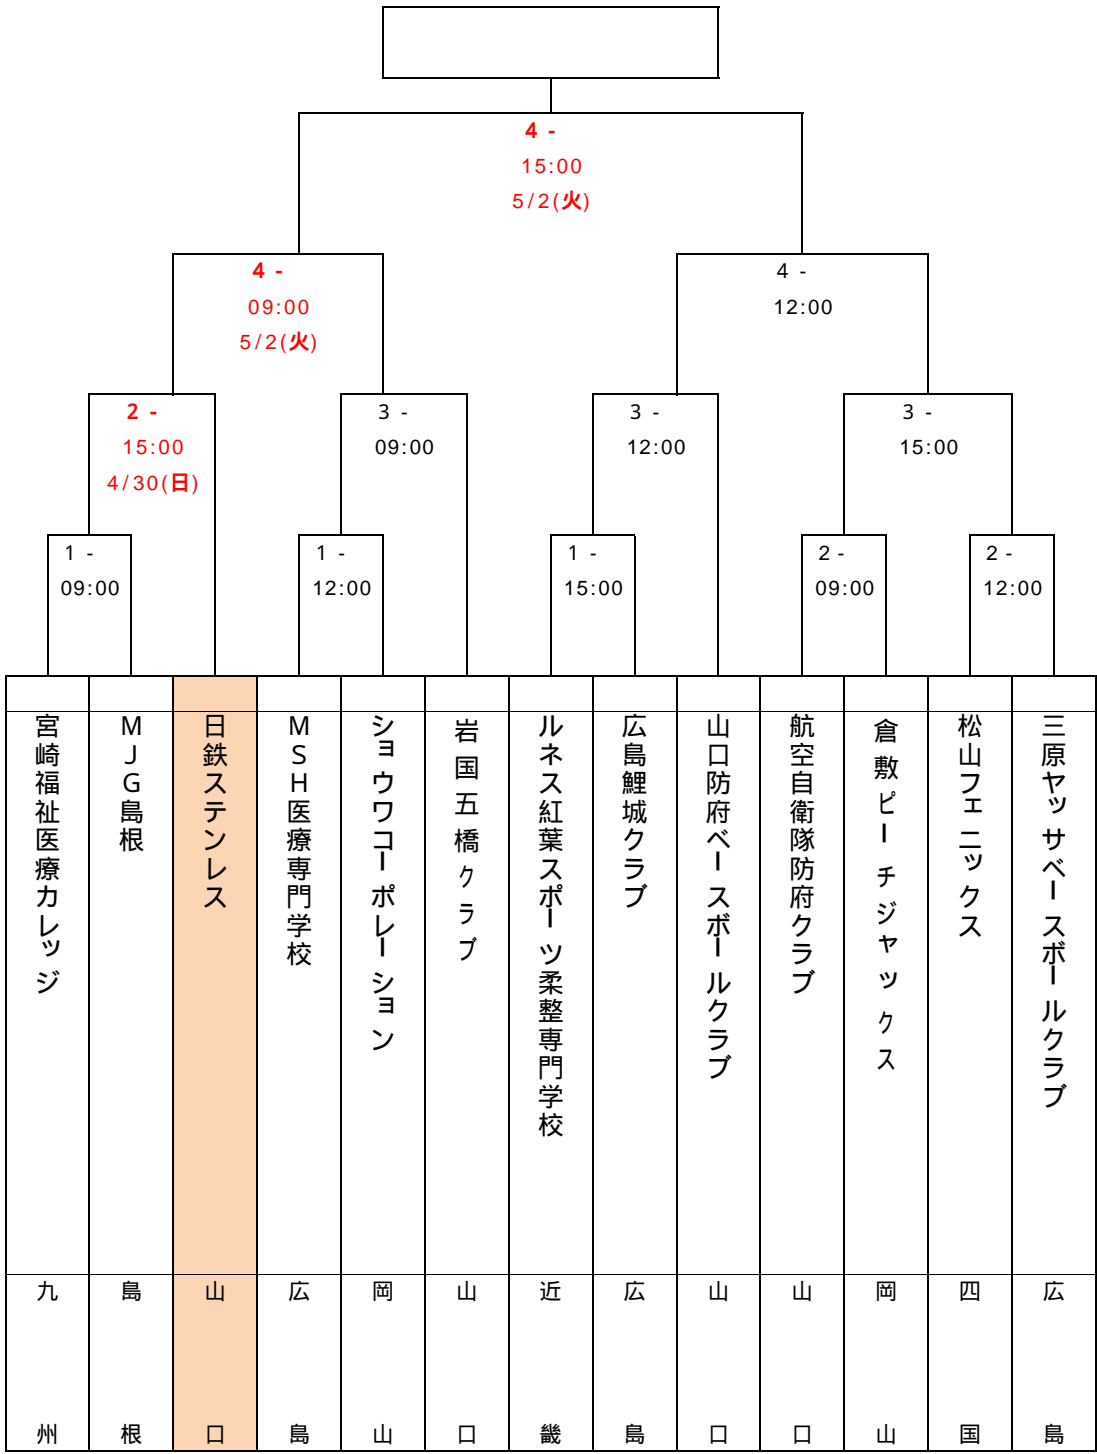 4 -
15:00
5/2(火)
4 -
09:00
5/2(火)
4 -
12:00
2 -
15:00
4/30(日)
3 -
09:00
3 -
12:00
3 -
15:00
1 -
09:00
1 -
12:00
1 -
15:00
2 -
09:00
2 -
12:00
宮崎福祉医療カレッジ
MJG島根
日鉄ステンレス
MSH医療専門学校
ショウワコーポレーション
岩国五橋クラブ
ルネス紅葉スポーツ柔整専門学校
広島鯉城クラブ
山口防府ベースボールクラブ
航空自衛隊防府クラブ
倉敷ピーチジャックス
松山フェニックス
三原ヤッサベースボールクラブ
九州
島根
山口
広島
岡山
山口
近畿
広島
山口
山口
岡山
四国
広島